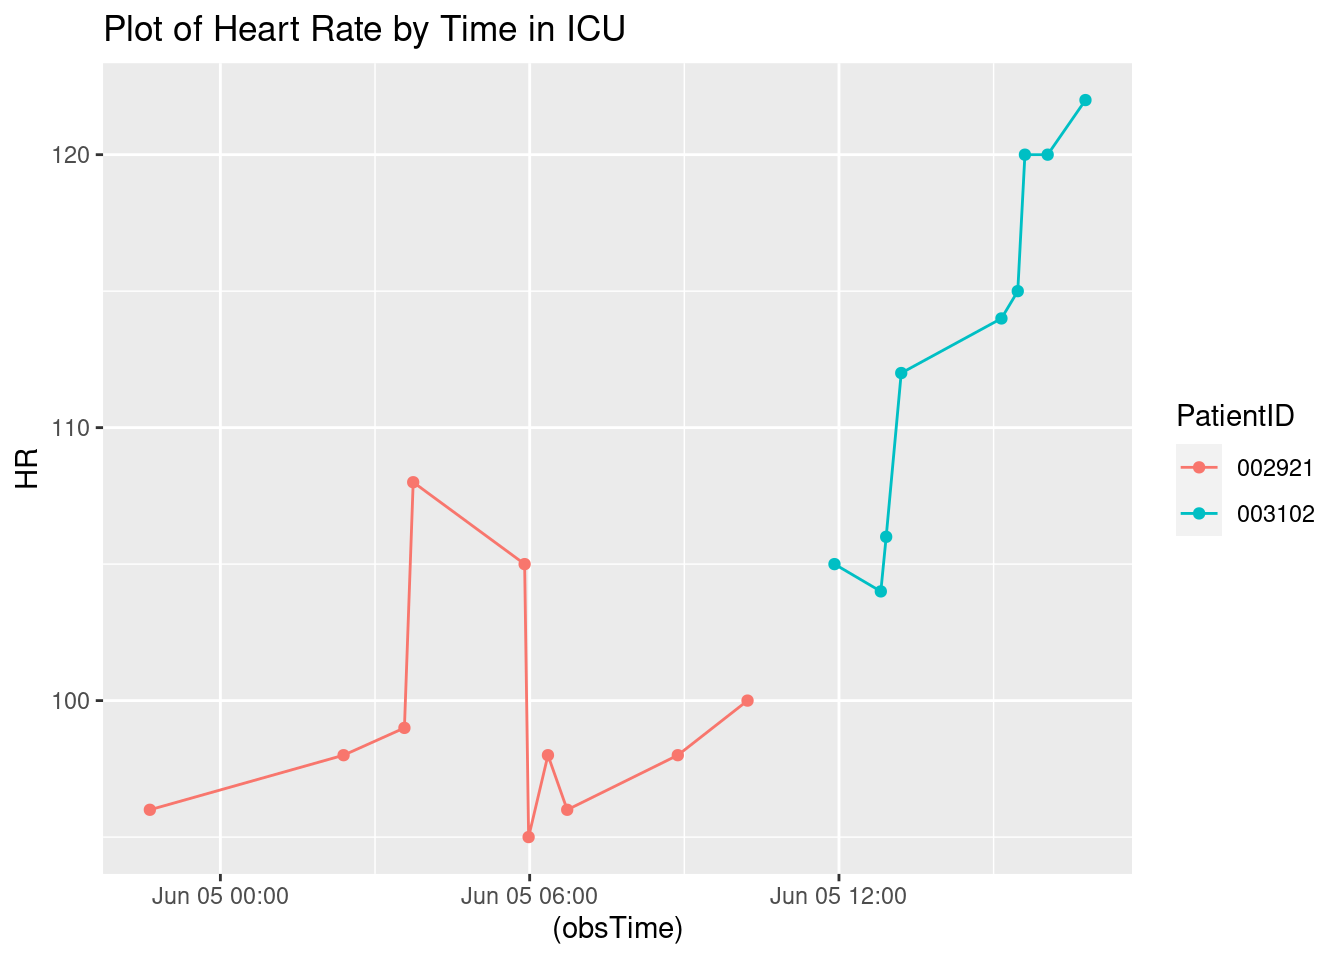 Plot of Heart Rate by Time in ICU
120
110
100
HR
Jun 05 00:00
Jun 05 06:00
Jun 05 12:00
(obsTime)
PatientID
002921
003102